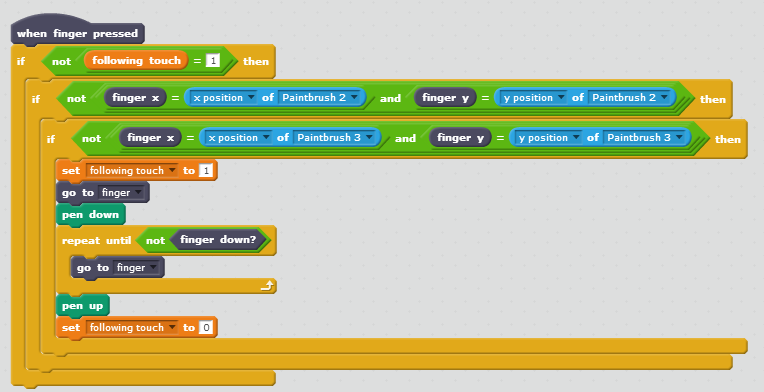 when finger pressed
if not following touch = 1 then
if not finger x = x position of Paintbrush 2 and finger y = y position of Paintbrush 2 then
if not finger x = x position of Paintbrush 3 and finger y = y position of Paintbrush 3 then
set following touch to 1
go to finger
pen down
repeat until not finger down?
go to finger
pen up
set following touch to 0